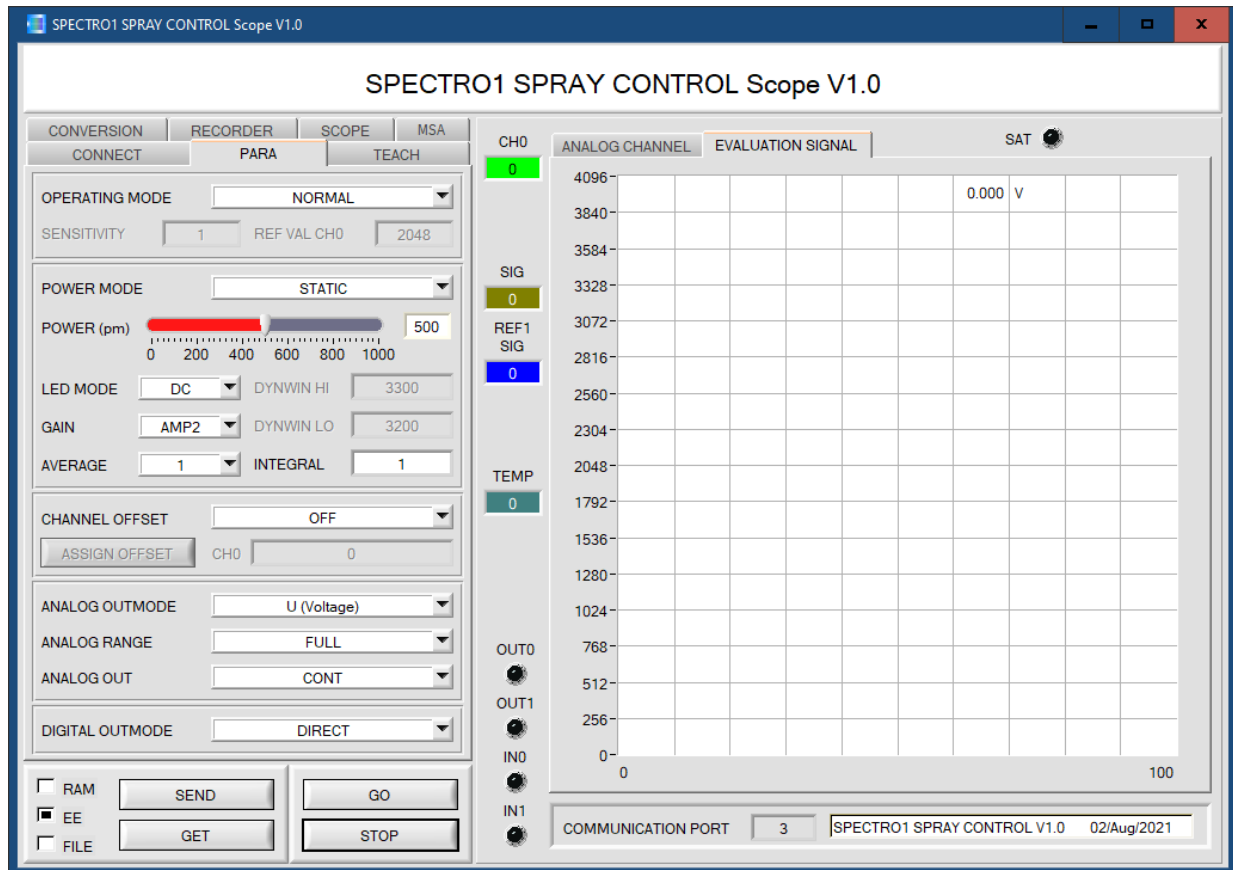 SPECTRO1 SPRAY CONTROL Scope V1.0
SPECTRO1 SPRAY CONTROL Scope V1.0
CONVERSION RECORDER SCOPE MSA
CONNECT PARA TEACH
OPERATING MODE NORMAL
SENSITIVITY 1 REF VAL CH0 2048
POWER MODE STATIC
POWER (pm) 500
0 200 400 600 800 1000
LED MODE DC DYNWIN HI 3300
GAIN AMP2 DYNWIN LO 3200
AVERAGE 1 INTEGRAL 1
CHANNEL OFFSET OFF
ASSIGN OFFSET CH0 0
ANALOG OUTMODE U (Voltage)
ANALOG RANGE FULL
ANALOG OUT CONT
DIGITAL OUTMODE DIRECT
RAM
EE
FILE
SEND GO
GET STOP
CH0
0
SIG
0
REF1
SIG
0
TEMP
0
OUT0
OUT1
IN0
IN1
ANALOG CHANNEL EVALUATION SIGNAL SAT
0.000 V
4096
3840
3584
3328
3072
2816
2560
2304
2048
1792
1536
1280
1024
768
512
256
0
0 100
COMMUNICATION PORT 3 SPECTRO1 SPRAY CONTROL V1.0 02/Aug/2021